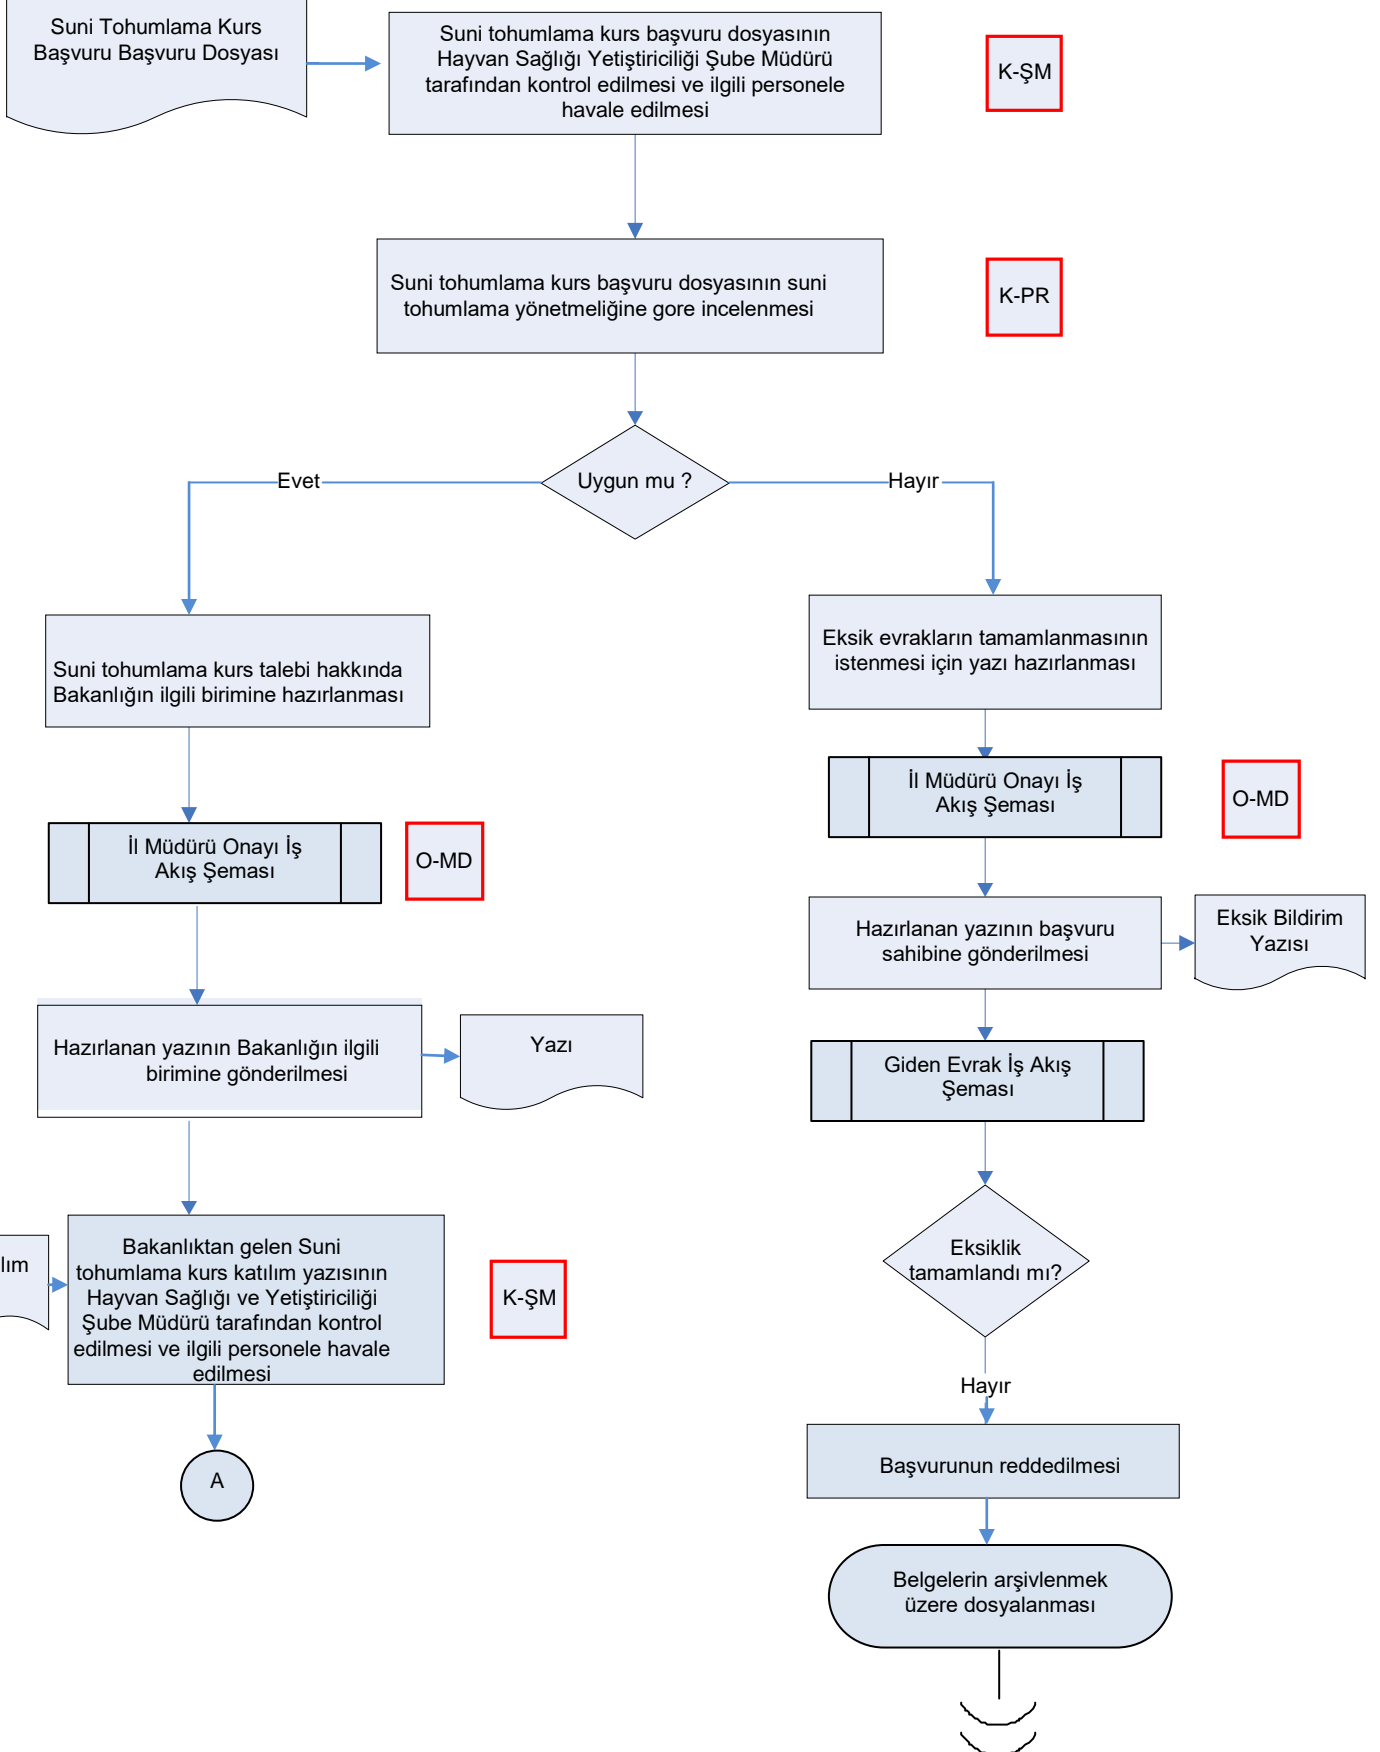 Suni Tohumlama Kurs
Başvuru Başvuru Dosyası
Suni tohumlama kurs başvuru dosyasının
Hayvan Sağlığı Yetiştiriciliği Şube Müdürü
tarafından kontrol edilmesi ve ilgili personele
havale edilmesi
K-ŞM
Suni tohumlama kurs başvuru dosyasının suni
tohumlama yönetmeliğine gore incelenmesi
K-PR
Uygun mu ?
Evet
Hayır
Suni tohumlama kurs talebi hakkında
Bakanlığın ilgili birimine hazırlanması
Eksik evrakların tamamlanmasının
istenmesi için yazı hazırlanması
İl Müdürü Onayı İş
Akış Şeması
O-MD
İl Müdürü Onayı İş
Akış Şeması
O-MD
Hazırlanan yazının başvuru
sahibine gönderilmesi
Eksik Bildirim
Yazısı
Hazırlanan yazının Bakanlığın ilgili
birimine gönderilmesi
Yazı
Giden Evrak İş Akış
Şeması
lım
Bakanlıktan gelen Suni
tohumlama kurs katılım yazısının
Hayvan Sağlığı ve Yetiştiriciliği
Şube Müdürü tarafından kontrol
edilmesi ve ilgili personele havale
edilmesi
K-ŞM
Eksiklik
tamamlandı mı?
Hayır
A
Başvurunun reddedilmesi
Belgelerin arşivlenmek
üzere dosyalanması